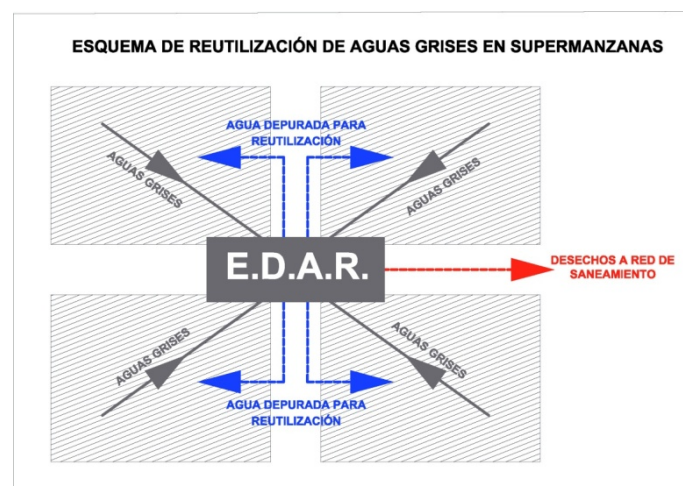 ESQUEMA DE REUTILIZACIÓN DE AGUAS GRISES EN SUPERMANZANAS
AGUA DEPURADA PARA
REUTILIZACIÓN
AGUAS GRISES
AGUAS GRISES
E.D.A.R.
DESECHOS A RED DE
SANEAMIENTO
AGUAS GRISES
AGUAS GRISES
AGUA DEPURADA PARA
REUTILIZACIÓN